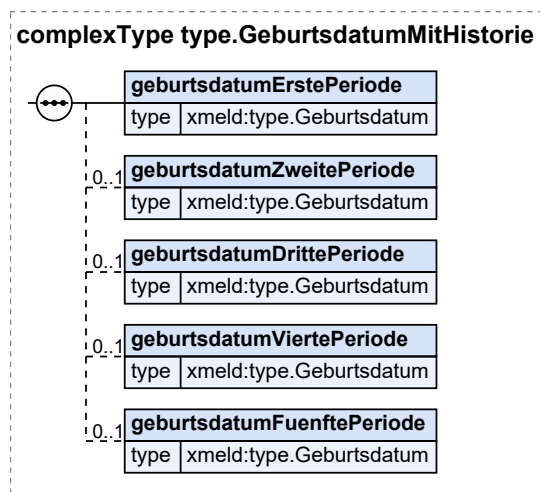 complexType type.GeburtsdatumMitHistorie
geburtsdatumErstePeriode
type xmeld:type.Geburtsdatum
0..1
geburtsdatumZweitePeriode
type xmeld:type.Geburtsdatum
0..1
geburtsdatumDrittePeriode
type xmeld:type.Geburtsdatum
0..1
geburtsdatumViertePeriode
type xmeld:type.Geburtsdatum
0..1
geburtsdatumFuenftePeriode
type xmeld:type.Geburtsdatum